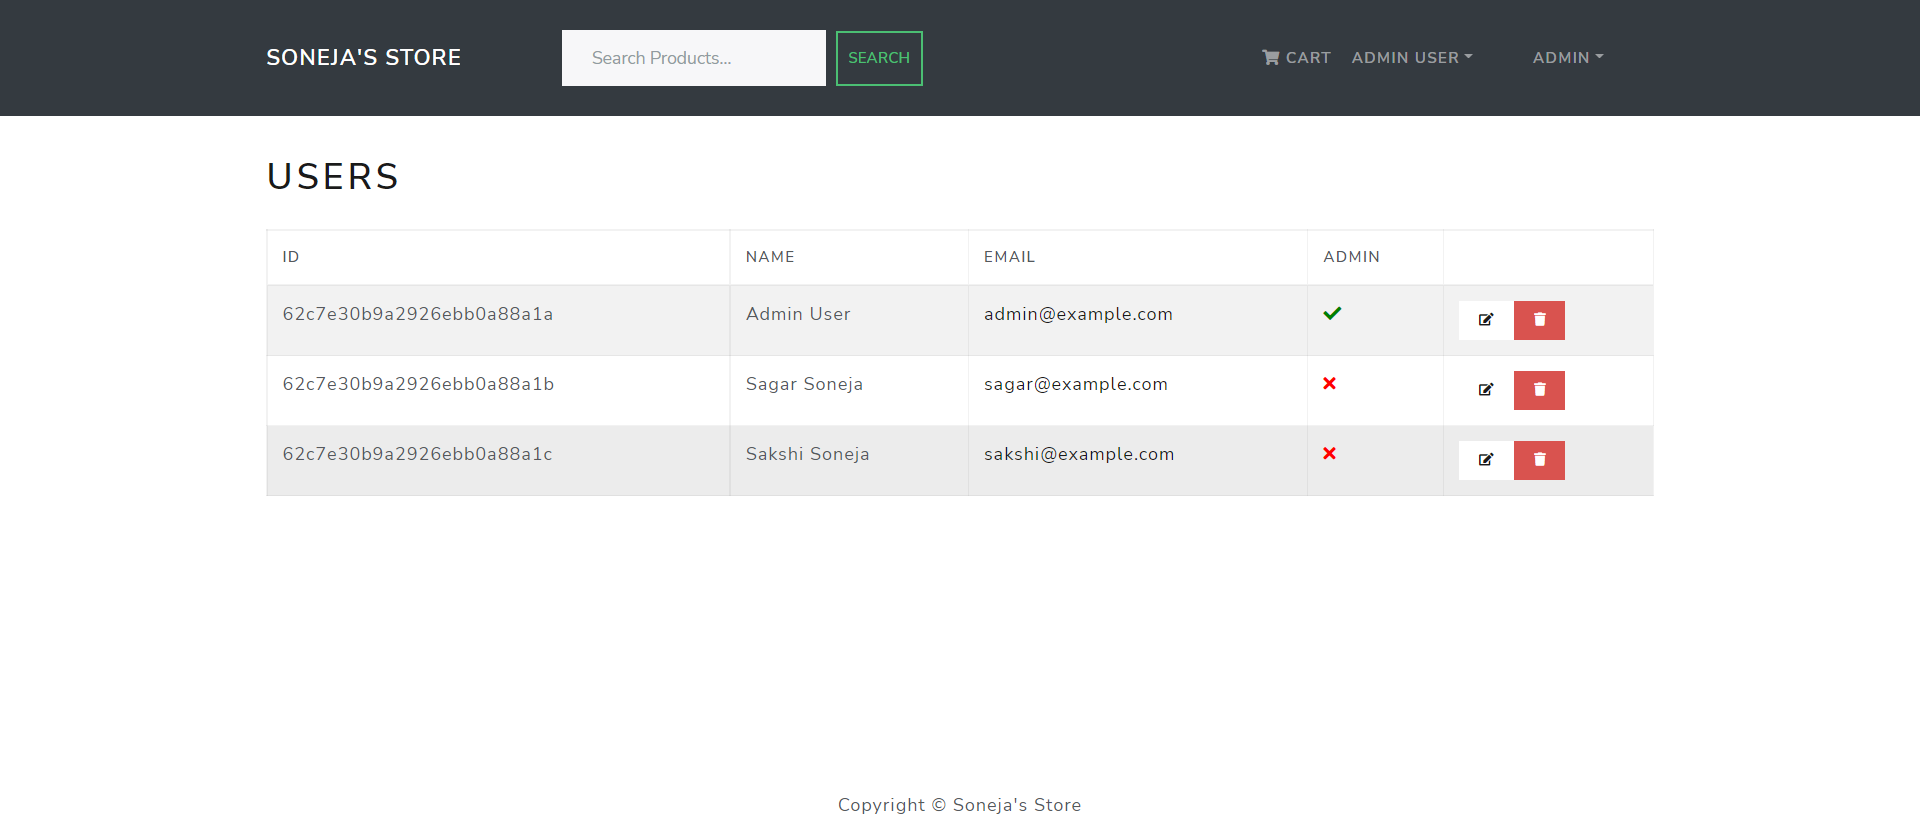 SONEJA'S STORE
Search Products...
SEARCH
CART
ADMIN USER
ADMIN
USERS
ID NAME EMAIL ADMIN
62c7e30b9a2926ebb0a88a1a Admin User admin@example.com
62c7e30b9a2926ebb0a88a1b Sagar Soneja sagar@example.com
62c7e30b9a2926ebb0a88a1c Sakshi Soneja sakshi@example.com
Copyright © Soneja's Store